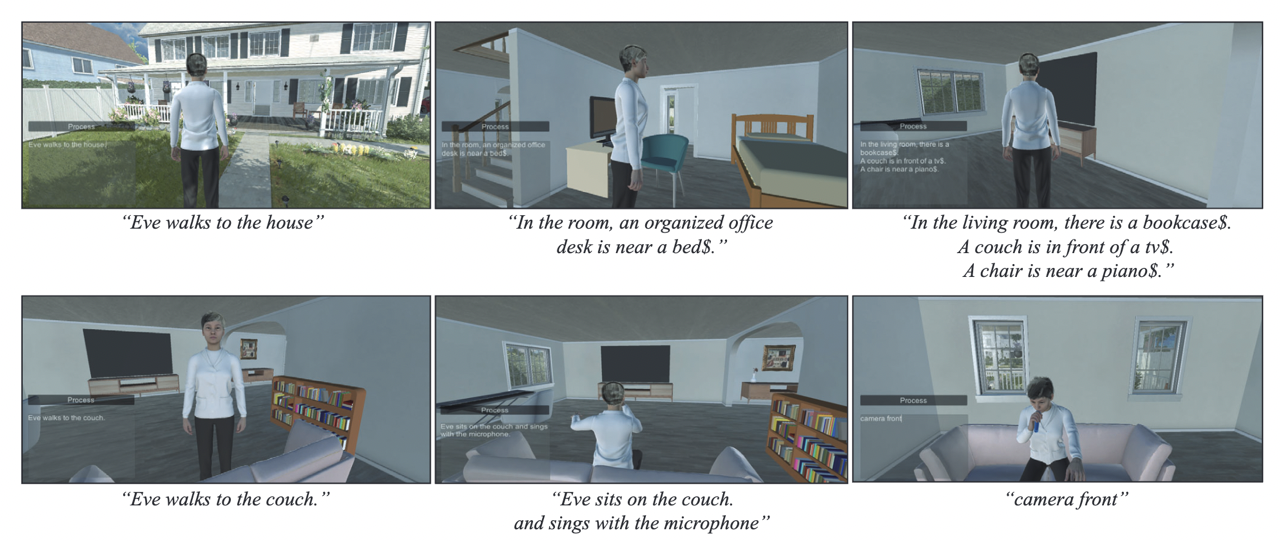 Process
Eve walks to the house
“Eve walks to the house”
Process
In the room, an organized office
desk is near a bed$.
“In the room, an organized office
desk is near a bed$.”
Process
In the living room, there is a
bookcase$.
A couch is in front of a tv$.
A chair is near a piano$.
“In the living room, there is a bookcase$.
A couch is in front of a tv$.
A chair is near a piano$.”
Process
Eve walks to the couch.
“Eve walks to the couch.”
Process
Eve sits on the couch and sings
with the microphone.
“Eve sits on the couch.
and sings with the microphone”
Process
camera front
“camera front”